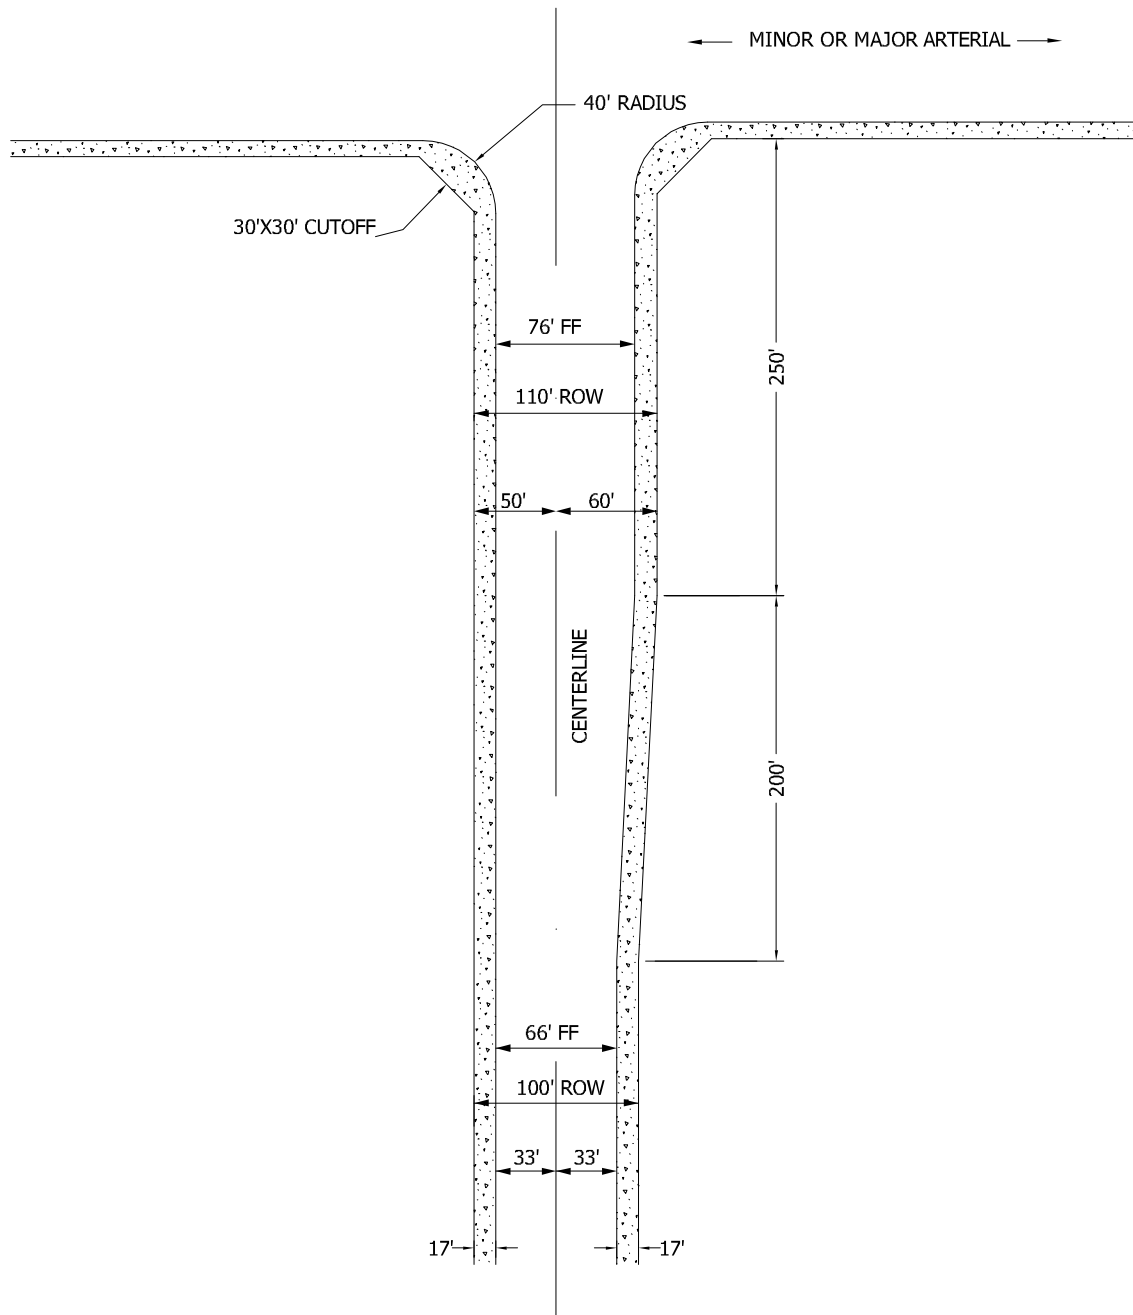 MINOR OR MAJOR ARTERIAL
40' RADIUS
30'X30' CUTOFF
76' FF
250'
110' ROW
50'
60'
CENTERLINE
200'
66' FF
100' ROW
33'
33'
17'
17'